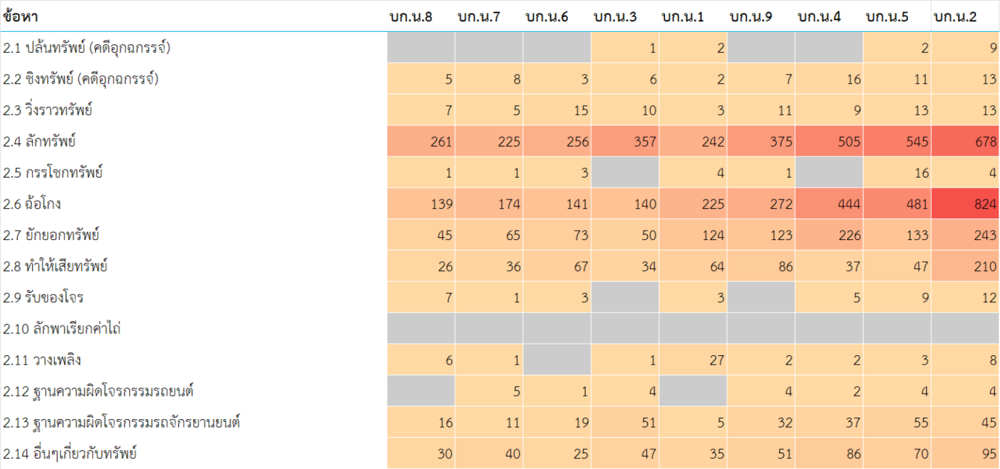 ข้อหา บก.น.8 บก.น.7 บก.น.6 บก.น.3 บก.น.1 บก.น.9 บก.น.4 บก.น.5 บก.น.2
2.1 ปล้นทรัพย์ (คดีอุกฉกรรจ์) 1 2 2 9
2.2 ชิงทรัพย์ (คดีอุกฉกรรจ์) 5 8 3 6 2 7 16 11 13
2.3 วิ่งราวทรัพย์ 7 5 15 10 3 11 9 13 13
2.4 ลักทรัพย์ 261 225 256 357 242 375 505 545 678
2.5 กรรโชกทรัพย์ 1 1 3 4 1 16 4
2.6 ฉ้อโกง 139 174 141 140 225 272 444 481 824
2.7 ยักยอกทรัพย์ 45 65 73 50 124 123 226 133 243
2.8 ทำให้เสียทรัพย์ 26 36 67 34 64 86 37 47 210
2.9 รับของโจร 7 1 3 3 5 9 12
2.10 ลักพาเรียกค่าไถ่
2.11 วางเพลิง 6 1 1 27 2 2 3 8
2.12 ฐานความผิดโจรกรรมรถยนต์ 5 1 4 4 2 4 4
2.13 ฐานความผิดโจรกรรมรถจักรยานยนต์ 16 11 19 51 5 32 37 55 45
2.14 อื่นๆเกี่ยวกับทรัพย์ 30 40 25 47 35 51 86 70 95